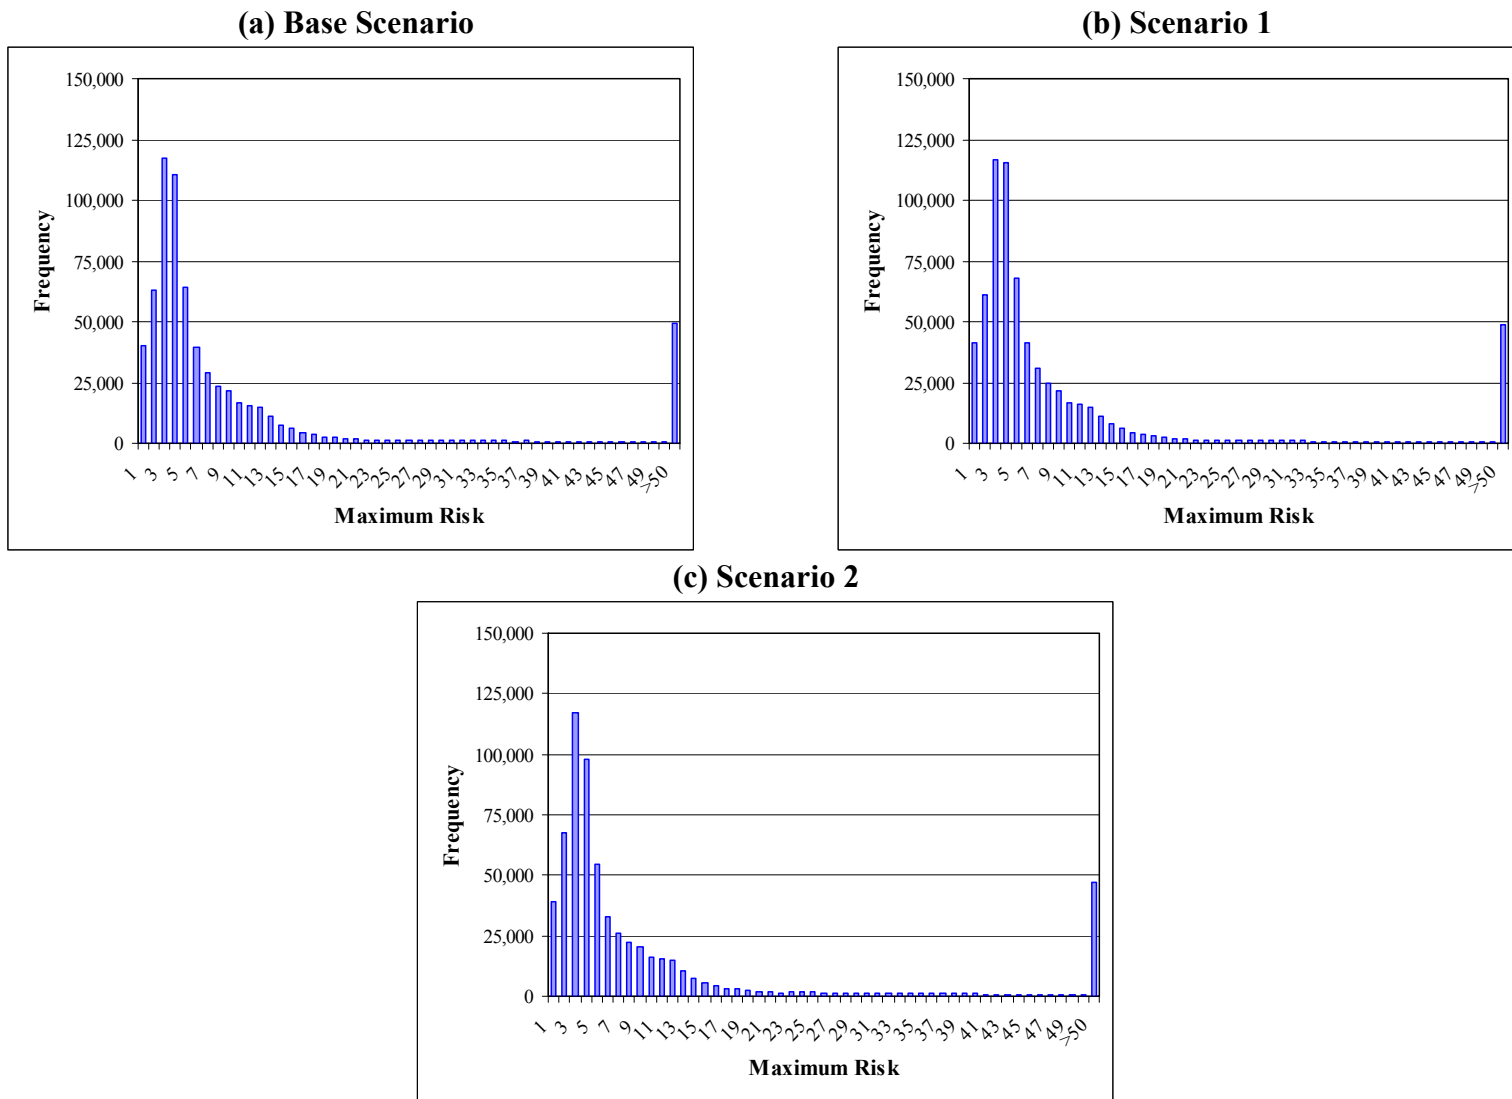 (a) Base Scenario
150,000
125,000
100,000
75,000
50,000
25,000
0
Frequency
1 3 5 7 9 11 13 15 17 19 21 23 25 27 29 31 33 35 37 39 41 43 45 47 49 >50
Maximum Risk
(b) Scenario 1
150,000
125,000
100,000
75,000
50,000
25,000
0
Frequency
1 3 5 7 9 11 13 15 17 19 21 23 25 27 29 31 33 35 37 39 41 43 45 47 49 >50
Maximum Risk
(c) Scenario 2
150,000
125,000
100,000
75,000
50,000
25,000
0
Frequency
1 3 5 7 9 11 13 15 17 19 21 23 25 27 29 31 33 35 37 39 41 43 45 47 49 >50
Maximum Risk